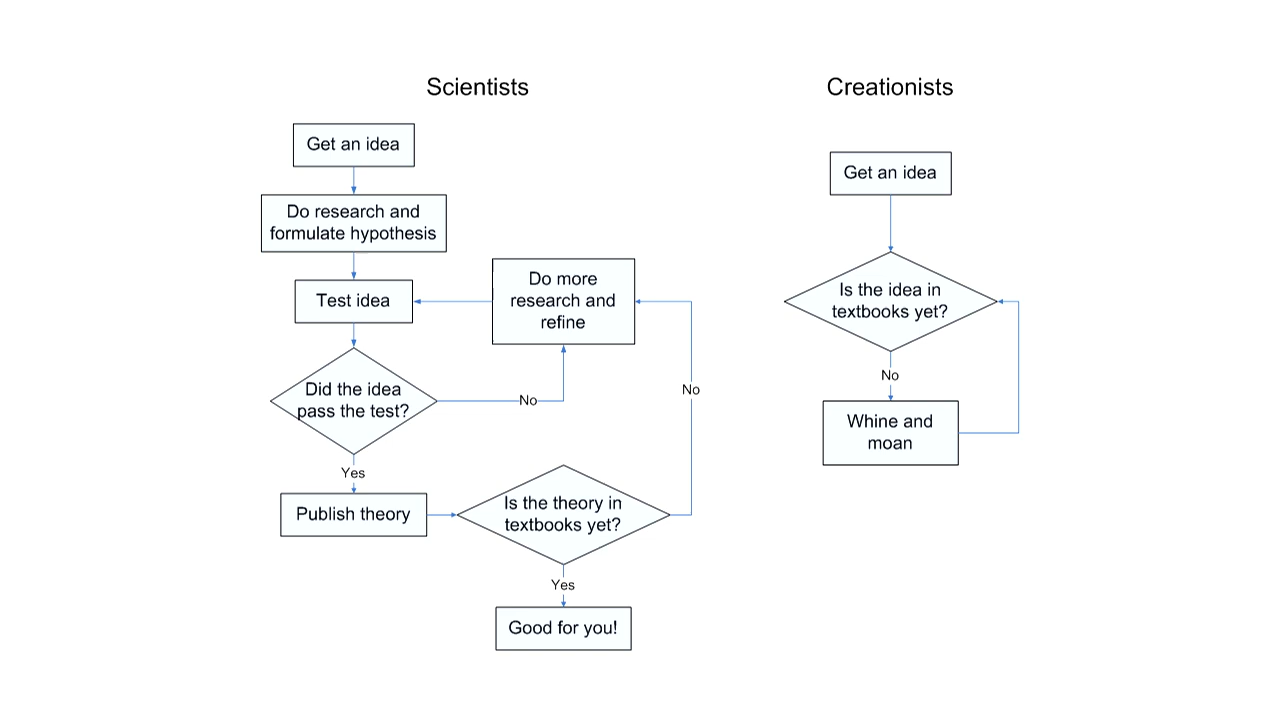 Scientists
Get an idea
Do research and
formulate hypothesis
Test idea
Do more
research and
refine
Did the idea
pass the test?
No
No
Yes
Publish theory
Is the theory in
textbooks yet?
Yes
Good for you!
Creationists
Get an idea
Is the idea in
textbooks yet?
No
Whine and
moan